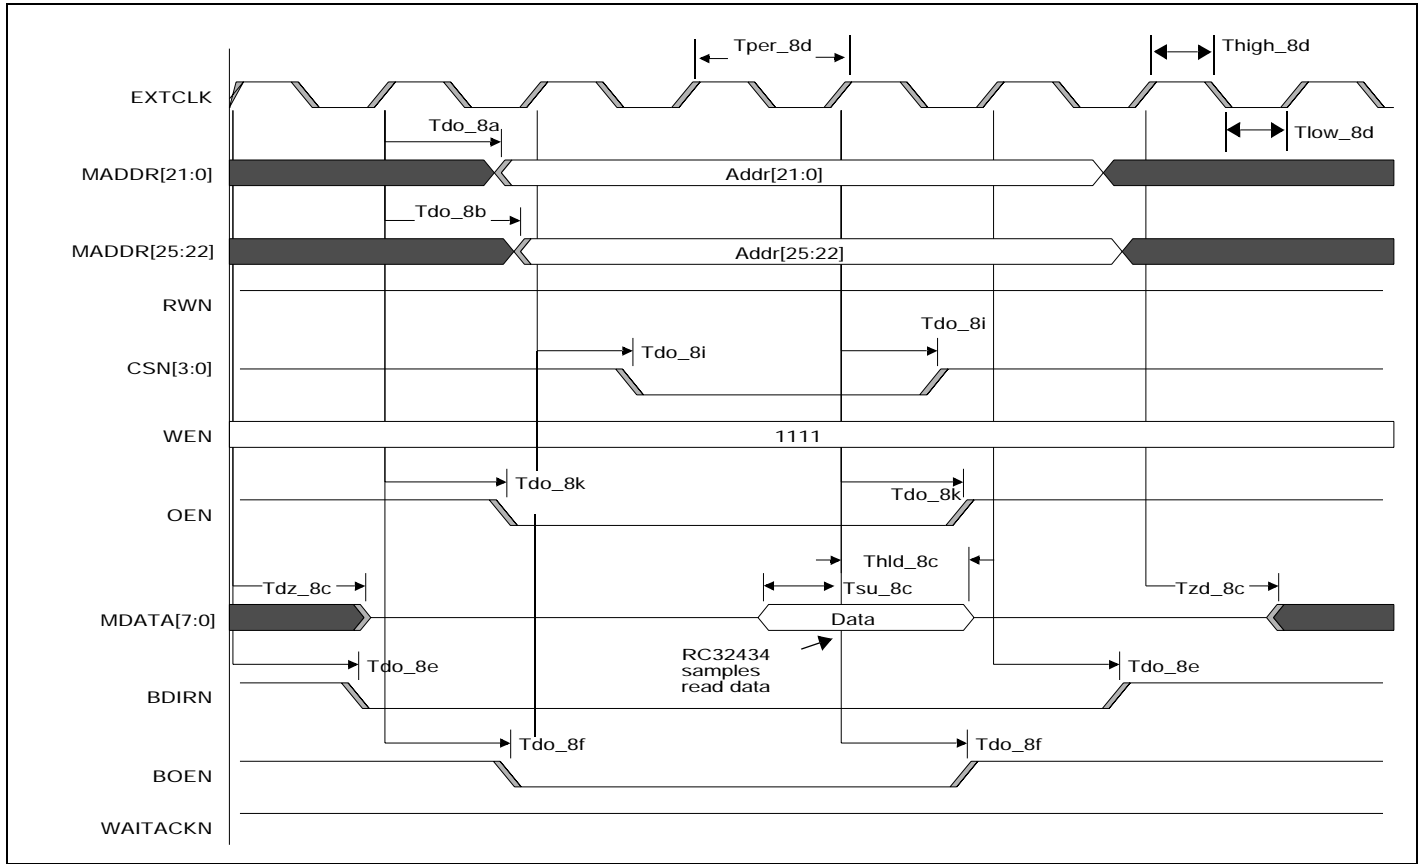 Tper_8d
Thigh_8d
EXTCLK
Tdo_8a
Tlow_8d
MADDR[21:0]
Addr[21:0]
Tdo_8b
MADDR[25:22]
Addr[25:22]
RWN
Tdo_8i
Tdo_8i
CSN[3:0]
WEN
1111
Tdo_8k
Tdo_8k
OEN
Thld_8c
Tdz_8c
Tsu_8c
Tzd_8c
MDATA[7:0]
Data
RC32434
samples
read data
Tdo_8e
Tdo_8e
BDIRN
Tdo_8f
Tdo_8f
BOEN
WAITACKN